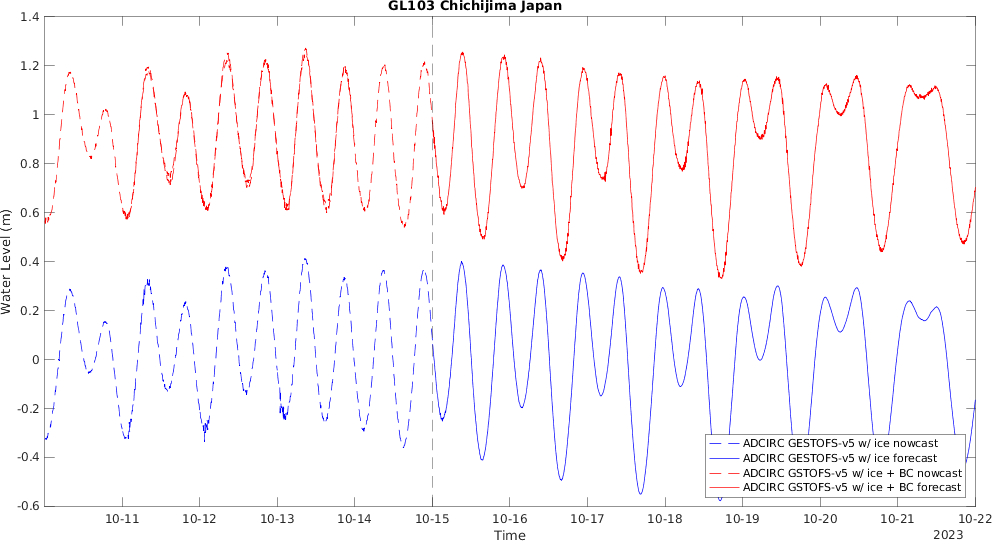 GL103 Chichijima Japan
1.4
1.2
1
0.8
0.6
0.4
0.2
0
-0.2
-0.4
-0.6
Water Level (m)
ADCIRC GESTOFS-v5 w/ ice nowcast
ADCIRC GESTOFS-v5 w/ ice forecast
ADCIRC GSTOFS-v5 w/ ice + BC nowcast
ADCIRC GSTOFS-v5 w/ ice + BC forecast
10-11 10-12 10-13 10-14 10-15 10-16 10-17 10-18 10-19 10-20 10-21 10-22
Time
2023